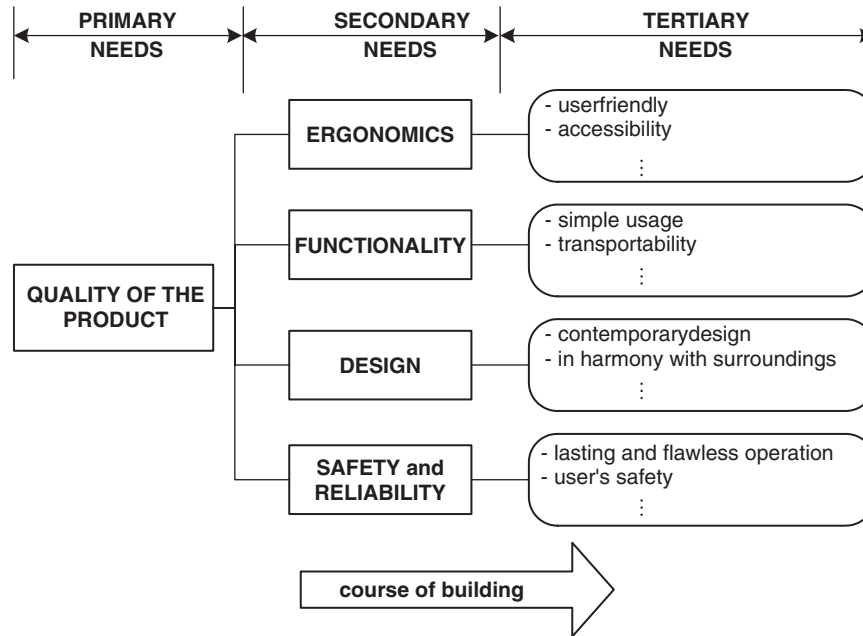 PRIMARY
NEEDS
SECONDARY
NEEDS
TERTIARY
NEEDS
QUALITY OF THE
PRODUCT
ERGONOMICS
- userfriendly
- accessibility
⋮
FUNCTIONALITY
- simple usage
- transportability
⋮
DESIGN
- contemporarydesign
- in harmony with surroundings
⋮
SAFETY and
RELIABILITY
- lasting and flawless operation
- user's safety
⋮
course of building